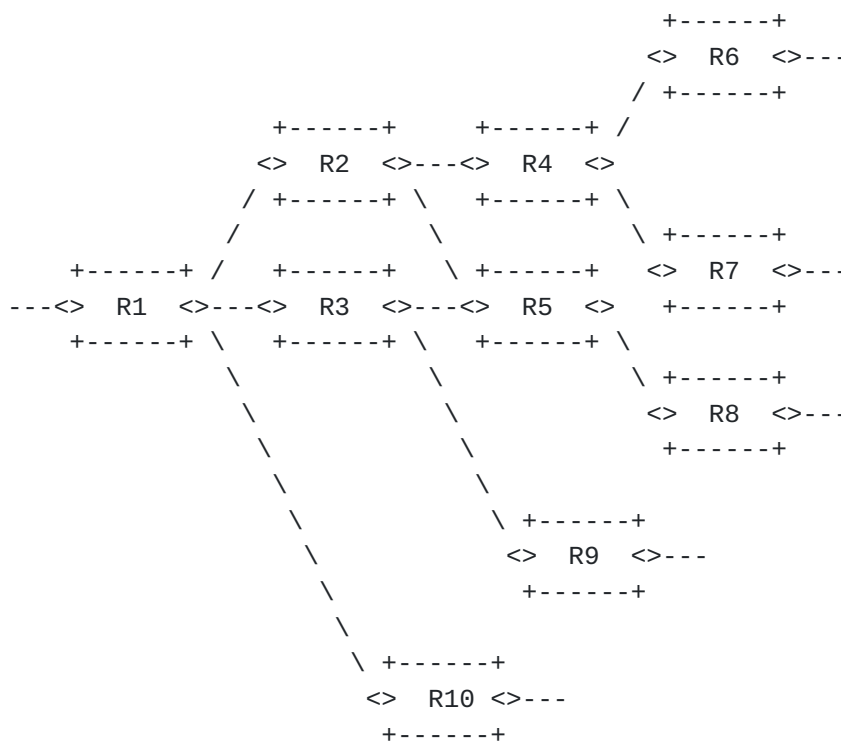 +------+
                                         <>  R6  <>---
                                        / +------+
                 +------+     +------+ /
                <>  R2  <>---<>  R4  <>
               / +------+ \   +------+ \
              /            \            \ +------+
    +------+ /   +------+   \ +------+   <>  R7  <>---
---<>  R1  <>---<>  R3  <>---<>  R5  <>   +------+
    +------+ \   +------+ \   +------+ \
              \            \            \ +------+
               \            \            <>  R8  <>---
                \            \            +------+
                 \            \
                  \            \ +------+
                   \            <>  R9  <>---
                    \            +------+
                     \
                      \ +------+
                       <>  R10 <>---
                        +------+